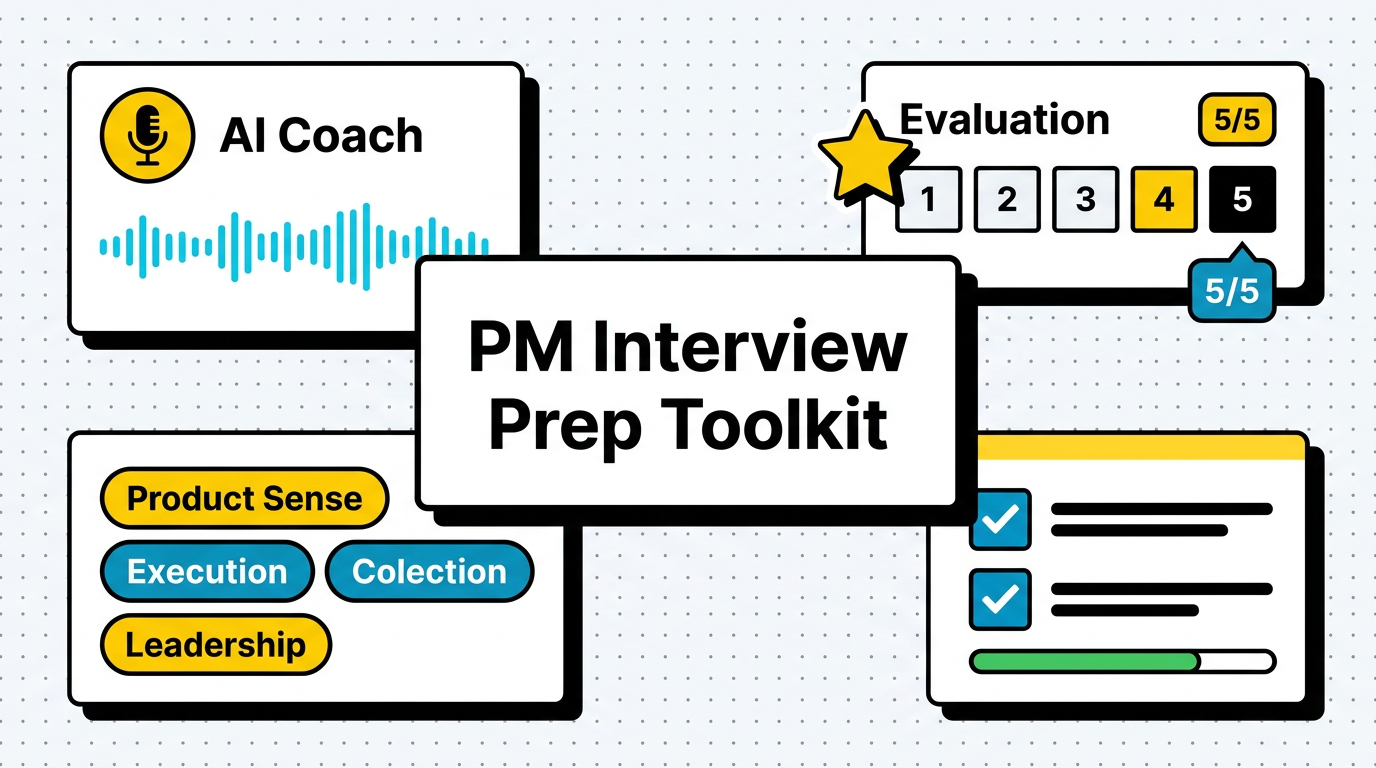 AI Coach
Evaluation
5/5
1 2 3 4 5
5/5
PM Interview
Prep Toolkit
Product Sense
Execution
Colection
Leadership